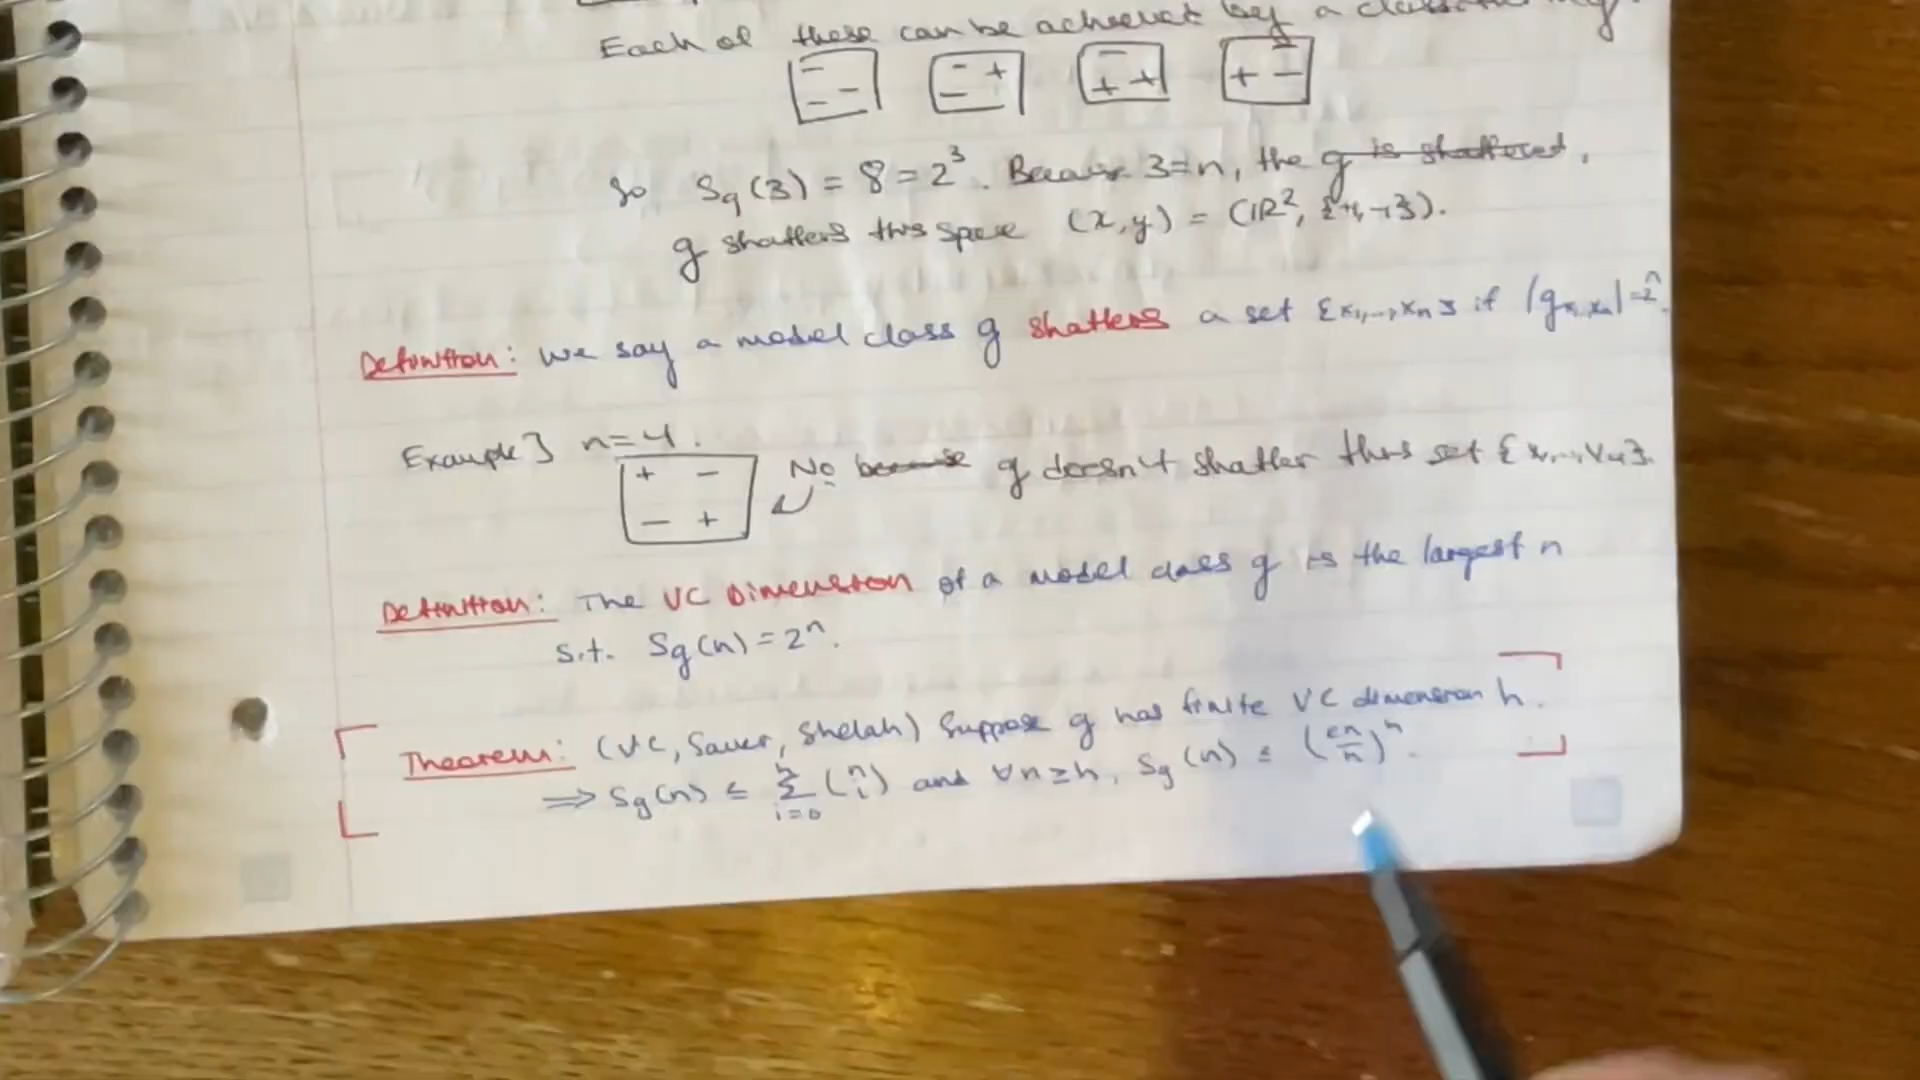 Each of these can be achieved by a classifier in g.
- - -
- + -
- + +
- + -
So Sg(3) = 8 = 2³. Because 3=n, the g is shattered,
g shatters this space (x,y) = (ℝ², {+1,-1}).
Definition: We say a model class g shatters a set {x₁,...,xₙ} if |g x₁,xₙ| = 2ⁿ.
Example] n=4.
+ -
- +
No because g doesn't shatter this set {x₁,...,x₄}.
Definition: The VC Dimension of a model class g is the largest n
s.t. Sg(n) = 2ⁿ.
Theorem: (VC, Sauer, Shelah) Suppose g has finite VC dimension h.
⇒ Sg(n) ≤ Σᵢ₌₀ʰ (n i) and ∀n≥h, Sg(n) ≤ (en/h)ʰ.